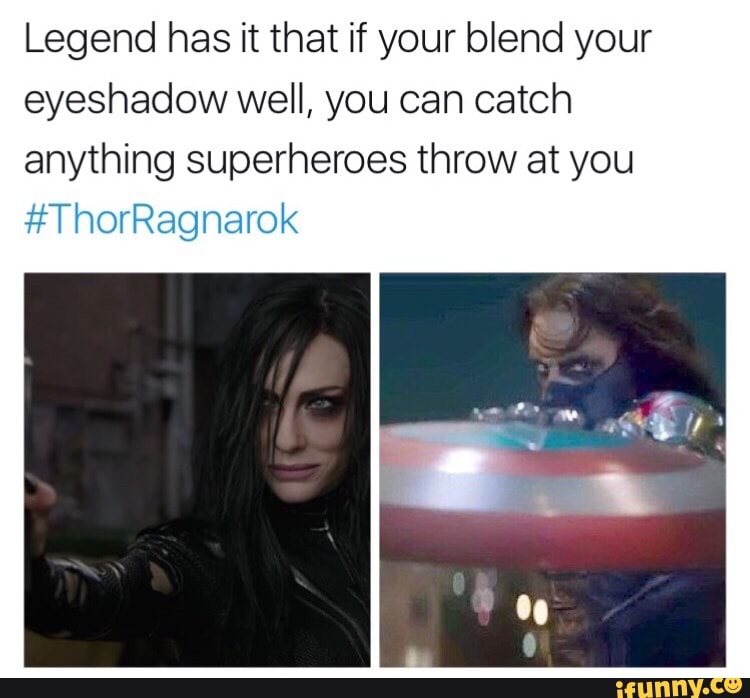 Legend has it that if your blend your
eyeshadow well, you can catch
anything superheroes throw at you
#ThorRagnarok
ifunny.co